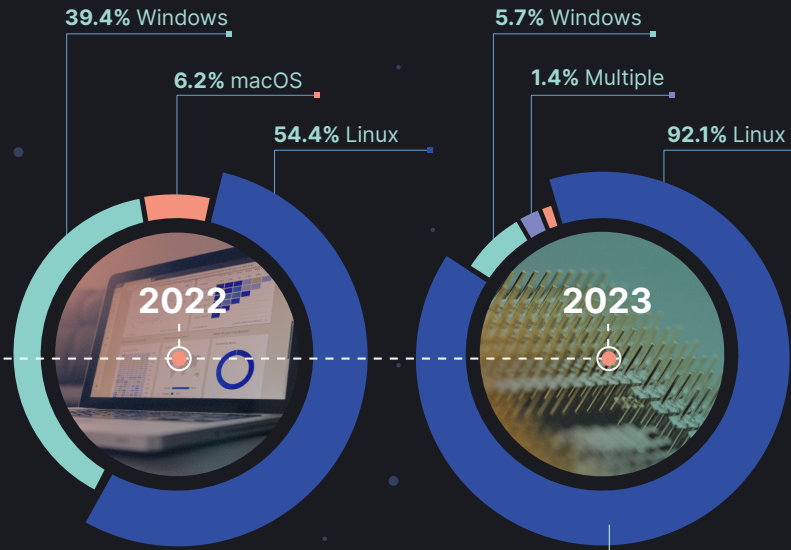 39.4% Windows
6.2% macOS
54.4% Linux
2022
5.7% Windows
1.4% Multiple
92.1% Linux
2023